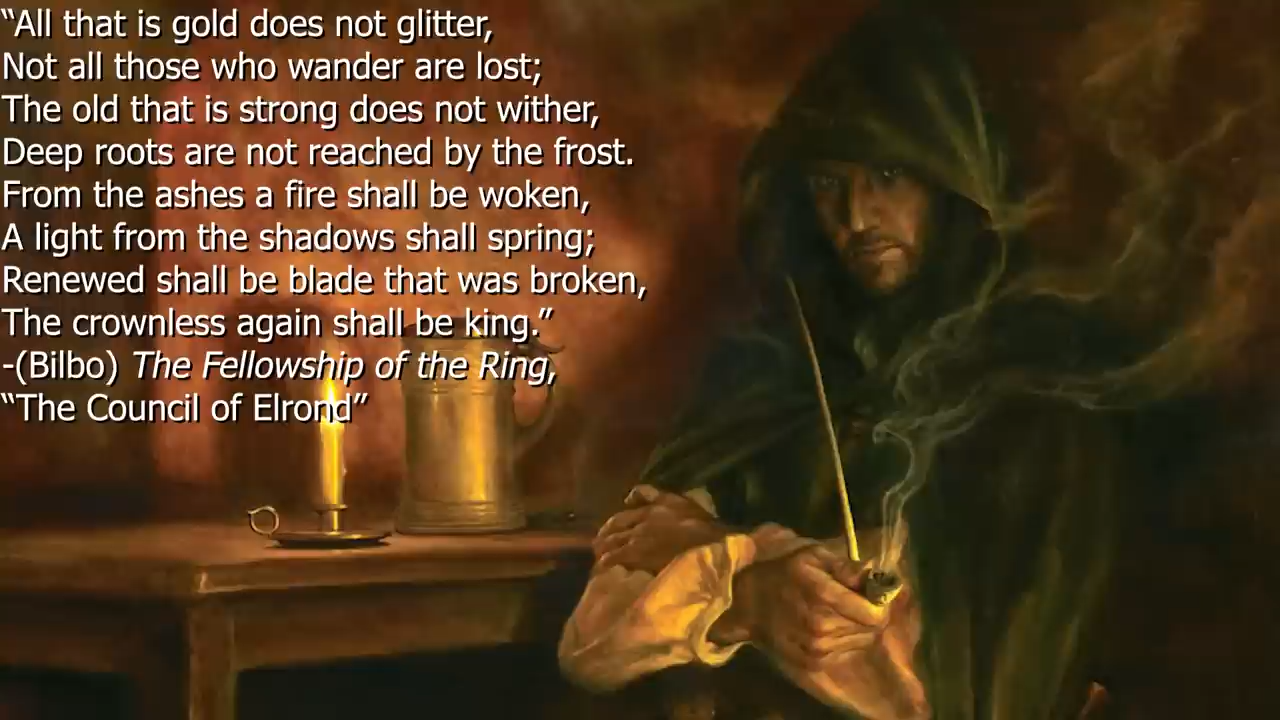 “All that is gold does not glitter,
Not all those who wander are lost;
The old that is strong does not wither,
Deep roots are not reached by the frost.
From the ashes a fire shall be woken,
A light from the shadows shall spring;
Renewed shall be blade that was broken,
The crownless again shall be king.”
-(Bilbo) The Fellowship of the Ring,
“The Council of Elrond”